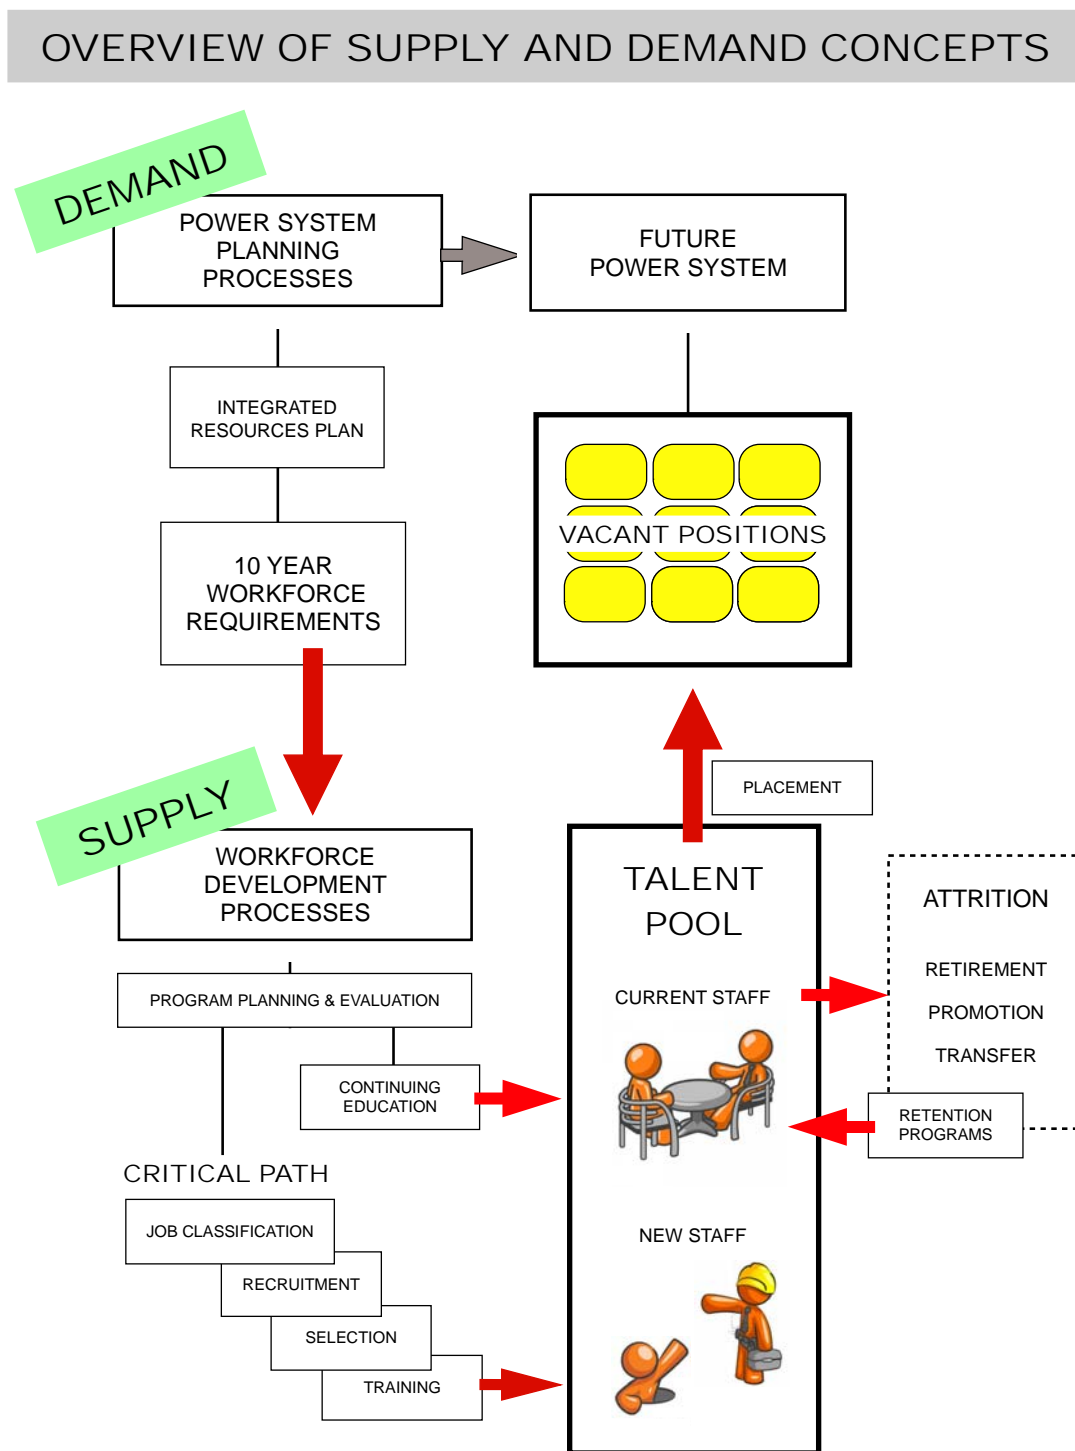 OVERVIEW OF SUPPLY AND DEMAND CONCEPTS
DEMAND
POWER SYSTEM
PLANNING
PROCESSES
FUTURE
POWER SYSTEM
INTEGRATED
RESOURCES PLAN
VACANT POSITIONS
10 YEAR
WORKFORCE
REQUIREMENTS
PLACEMENT
SUPPLY
WORKFORCE
DEVELOPMENT
PROCESSES
TALENT
POOL
ATTRITION
RETIREMENT
PROMOTION
TRANSFER
PROGRAM PLANNING & EVALUATION
CURRENT STAFF
CONTINUING
EDUCATION
RETENTION
PROGRAMS
CRITICAL PATH
JOB CLASSIFICATION
RECRUITMENT
SELECTION
TRAINING
NEW STAFF